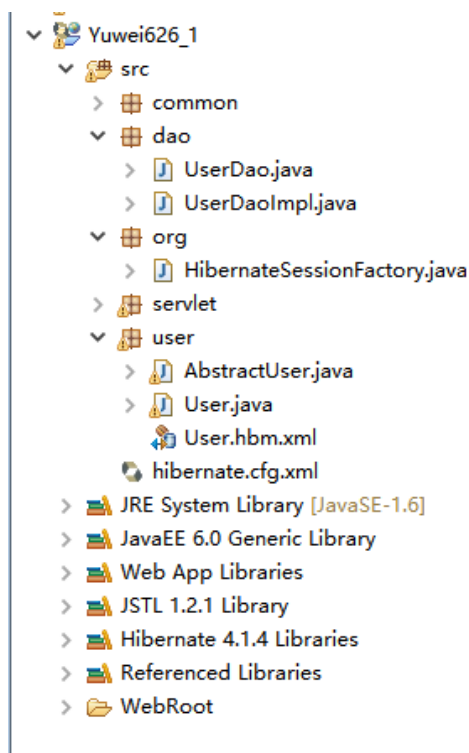 Yuwei626_1
src
common
dao
UserDao.java
UserDaoImpl.java
org
HibernateSessionFactory.java
servlet
user
AbstractUser.java
User.java
User.hbm.xml
hibernate.cfg.xml
JRE System Library [JavaSE-1.6]
JavaEE 6.0 Generic Library
Web App Libraries
JSTL 1.2.1 Library
Hibernate 4.1.4 Libraries
Referenced Libraries
WebRoot